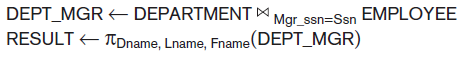 DEPT_MGR ← DEPARTMENT ⋈ Mgr_ssn=Ssn EMPLOYEE
RESULT ← πDname, Lname, Fname(DEPT_MGR)